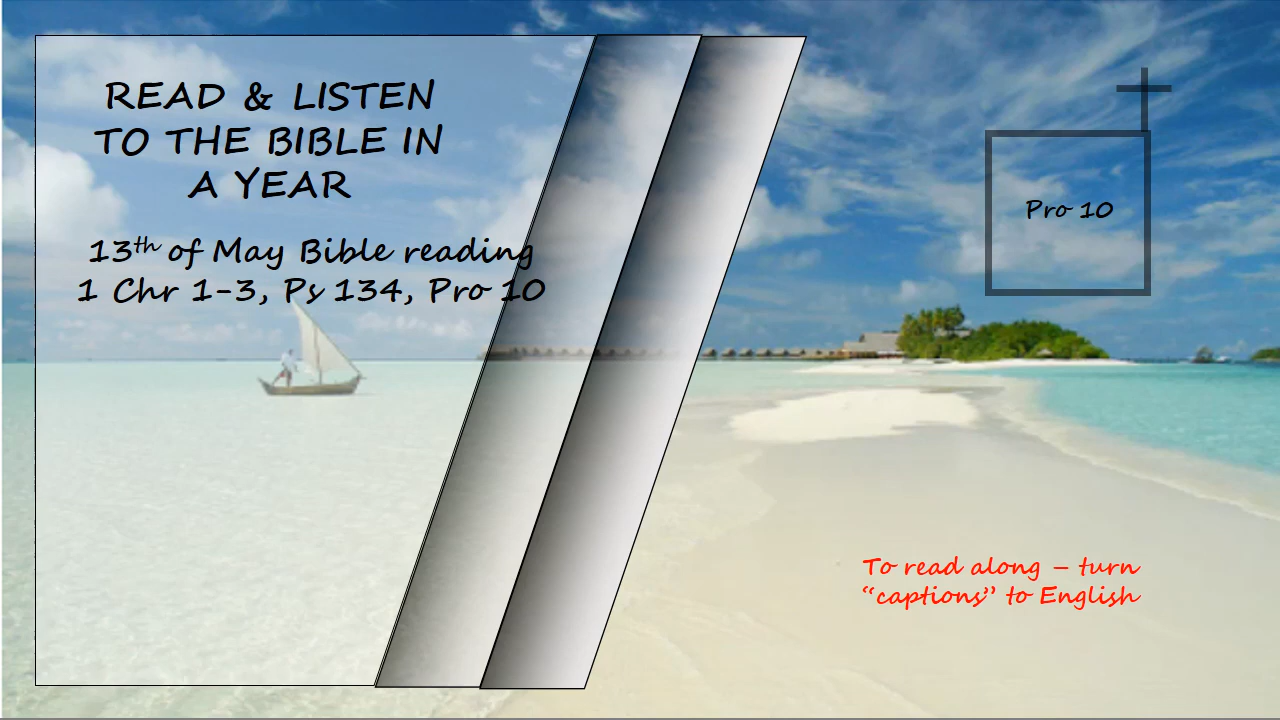 READ & LISTEN
TO THE BIBLE IN
A YEAR
13th of May Bible reading
1 Chr 1-3, Ps 134, Pro 10
Pro 10
To read along – turn
“captions” to English